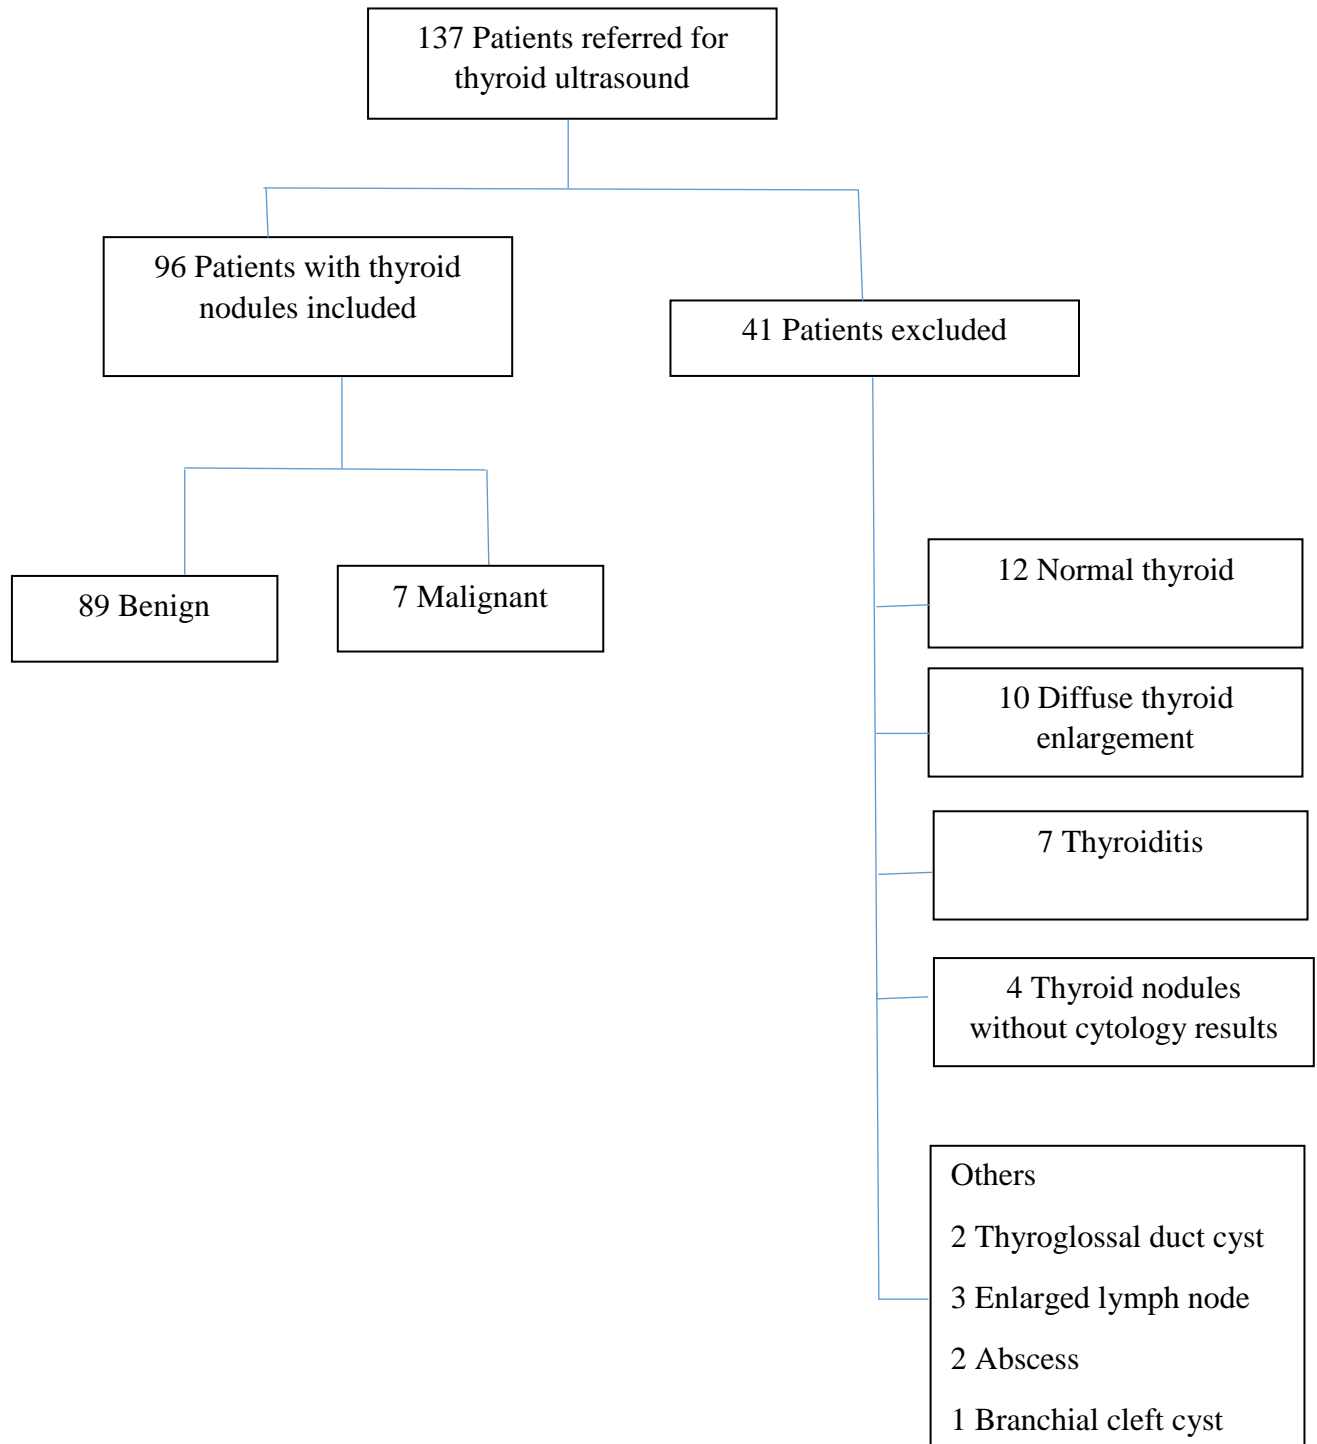 137 Patients referred for
thyroid ultrasound
96 Patients with thyroid
nodules included
41 Patients excluded
89 Benign
7 Malignant
12 Normal thyroid
10 Diffuse thyroid
enlargement
7 Thyroiditis
4 Thyroid nodules
without cytology results
Others
2 Thyroglossal duct cyst
3 Enlarged lymph node
2 Abscess
1 Branchial cleft cyst